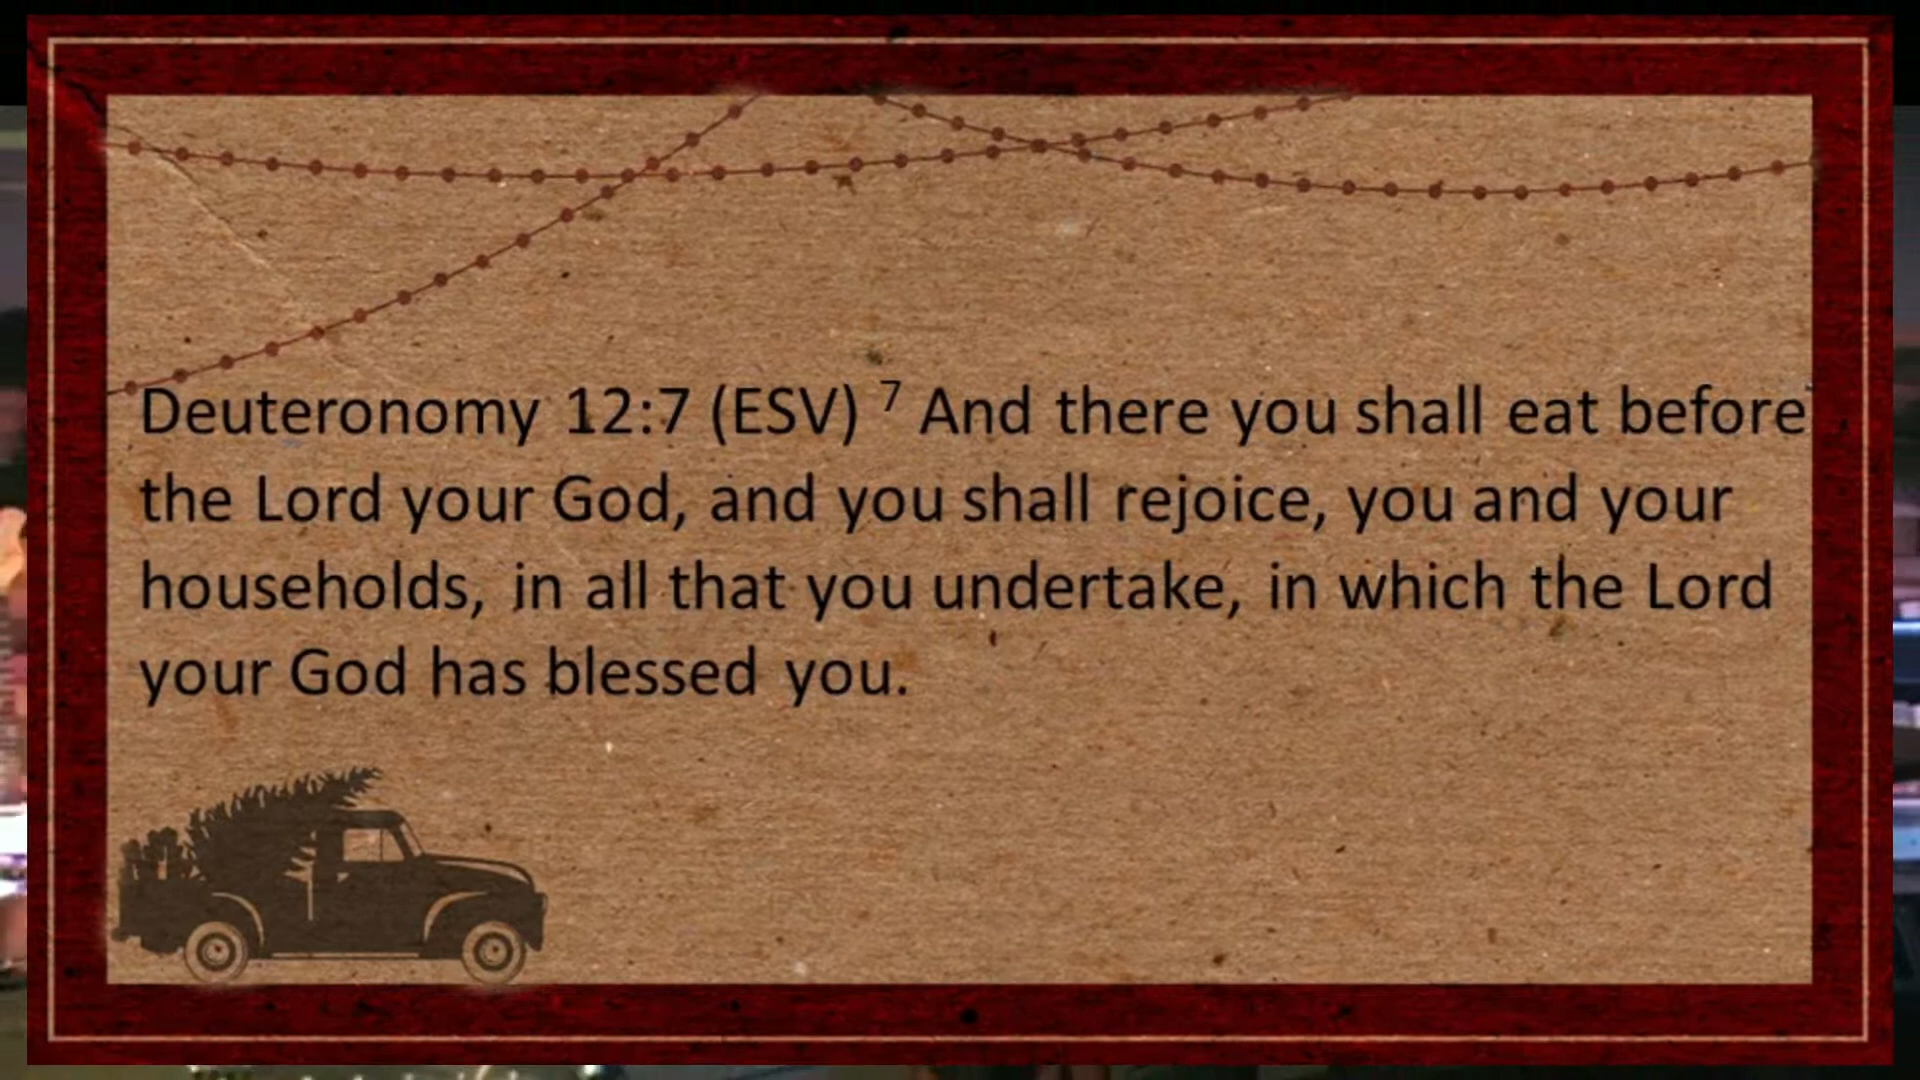 Deuteronomy 12:7 (ESV) 7 And there you shall eat before
the Lord your God, and you shall rejoice, you and your
households, in all that you undertake, in which the Lord
your God has blessed you.